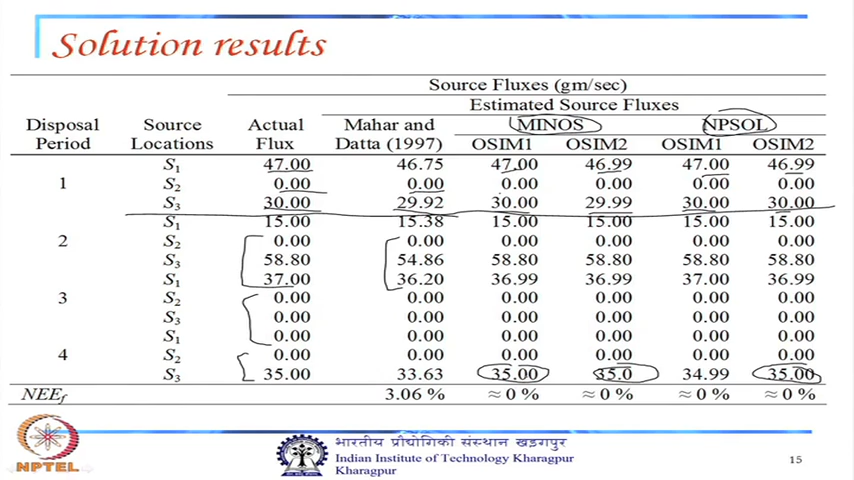 Solution results
Source Fluxes (gm/sec)
Estimated Source Fluxes
Disposal Period Source Locations Actual Flux Mahar and Datta (1997) MINOS NPSOL
OSIM1 OSIM2 OSIM1 OSIM2
S1 47.00 46.75 47.00 46.99 47.00 46.99
1 S2 0.00 0.00 0.00 0.00 0.00 0.00
S3 30.00 29.92 30.00 29.99 30.00 30.00
S1 15.00 15.38 15.00 15.00 15.00 15.00
2 S2 0.00 0.00 0.00 0.00 0.00 0.00
S3 58.80 54.86 58.80 58.80 58.80 58.80
S1 37.00 36.20 36.99 36.99 37.00 36.99
3 S2 0.00 0.00 0.00 0.00 0.00 0.00
S3 0.00 0.00 0.00 0.00 0.00 0.00
S1 0.00 0.00 0.00 0.00 0.00 0.00
4 S2 0.00 0.00 0.00 0.00 0.00 0.00
S3 35.00 33.63 35.00 35.0 34.99 35.00
NEEf 3.06 % ≈ 0 % ≈ 0 % ≈ 0 % ≈ 0 %
NPTEL
भारतीय प्रौद्योगिकी संस्थान खड़गपुर
Indian Institute of Technology Kharagpur
Kharagpur
15